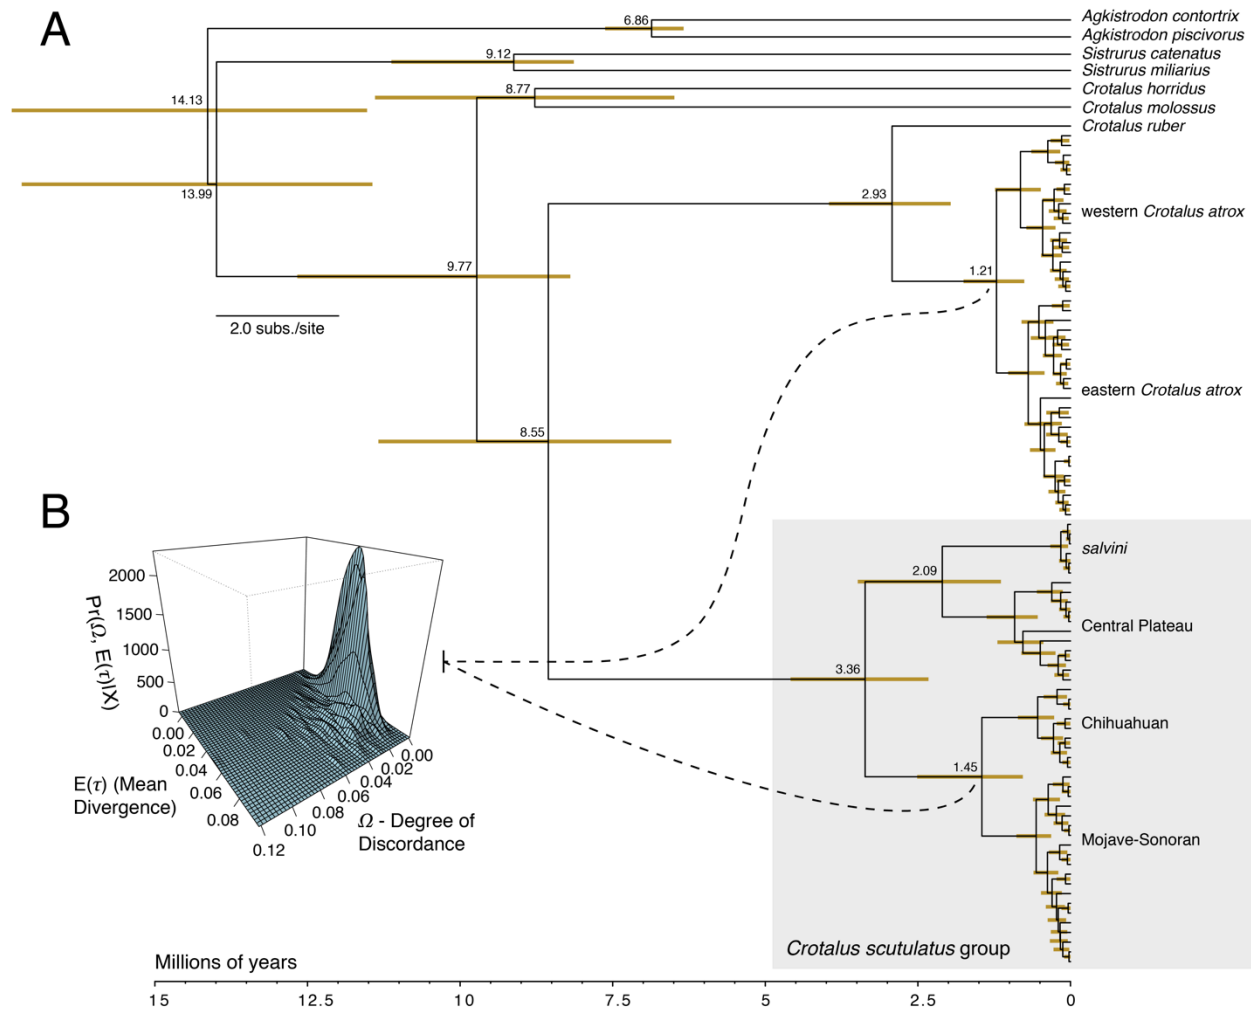 A
6.86
Agkistrodon contortrix
Agkistrodon piscivorus
9.12
Sistrurus catenatus
Sistrurus miliarius
8.77
Crotalus horridus
Crotalus molossus
14.13
Crotalus ruber
13.99
2.93
western Crotalus atrox
9.77
1.21
2.0 subs./site
eastern Crotalus atrox
8.55
B
salvini
2.09
Central Plateau
3.36
Chihuahuan
1.45
Mojave-Sonoran
Pr(Ω, E(τ)|X)
2000
1500
1000
500
0
0.00
0.02
0.04
0.06
0.08
E(τ) (Mean
Divergence)
0.00
0.02
0.04
0.06
0.08
0.10
0.12
Ω - Degree of
Discordance
Crotalus scutulatus group
Millions of years
15 12.5 10 7.5 5 2.5 0